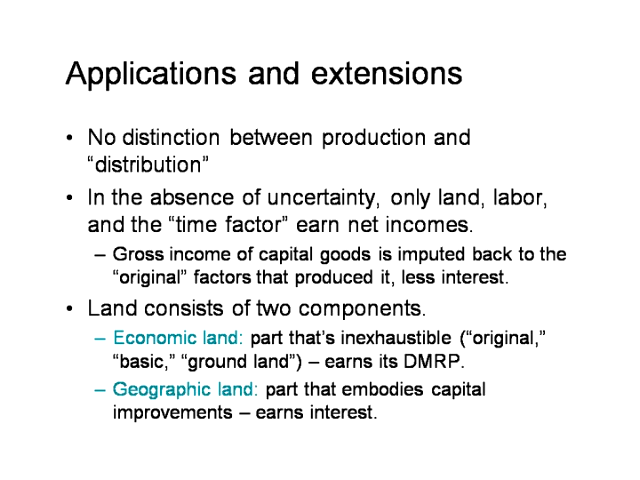 Applications and extensions
• No distinction between production and
“distribution”
• In the absence of uncertainty, only land, labor,
and the “time factor” earn net incomes.
– Gross income of capital goods is imputed back to the
“original” factors that produced it, less interest.
• Land consists of two components.
– Economic land: part that’s inexhaustible (“original,”
“basic,” “ground land”) – earns its DMRP.
– Geographic land: part that embodies capital
improvements – earns interest.